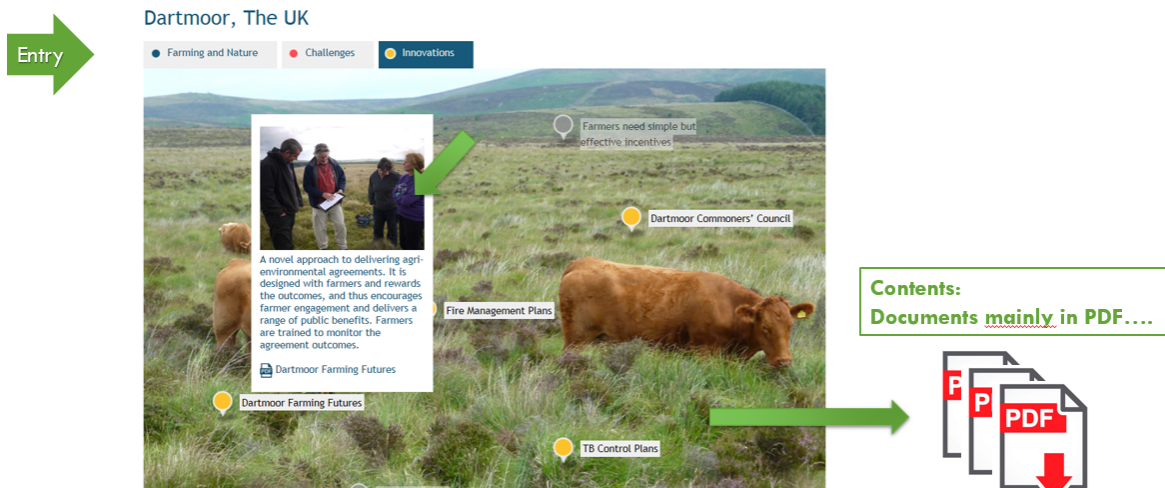 Dartmoor, The UK
Entry
Farming and Nature
Challenges
Innovations
Farmers need simple but
effective incentives
Dartmoor Commoners' Council
A novel approach to delivering agri-
environmental agreements. It is
designed with farmers and rewards
the outcomes, and thus encourages
farmer engagement and delivers a
range of public benefits. Farmers
are trained to monitor the
agreement outcomes.
Dartmoor Farming Futures
Fire Management Plans
Dartmoor Farming Futures
TB Control Plans
Contents:
Documents mainly in PDF....
P
P
PDF